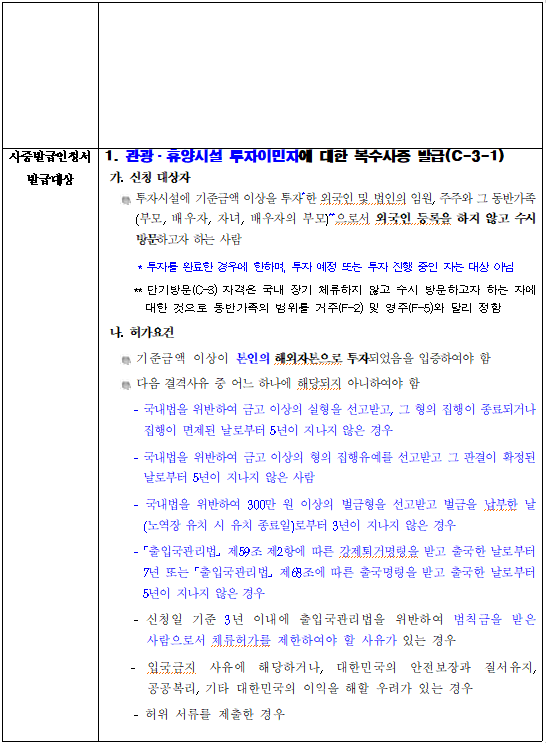 사증발급인정서
발급대상
1. 관광·휴양시설 투자이민자에 대한 복수사증 발급(C-3-1)
가. 신청 대상자
투자시설에 기준금액 이상을 투자*한 외국인 및 법인의 임원, 주주와 그 동반가족
(부모, 배우자, 자녀, 배우자의 부모)**으로서 외국인 등록을 하지 않고 수시
방문하고자 하는 사람
* 투자를 완료한 경우에 한하며, 투자 예정 또는 투자 진행 중인 자는 대상 아님
** 단기방문(C-3) 자격은 국내 장기 체류하지 않고 수시 방문하고자 하는 자에
대한 것으로 동반가족의 범위를 거주(F-2) 및 영주(F-5)와 달리 정함
나. 허가요건
기준금액 이상이 본인의 해외자본으로 투자되었음을 입증하여야 함
다음 결격사유 중 어느 하나에 해당되지 아니하여야 함
- 국내법을 위반하여 금고 이상의 실형을 선고받고, 그 형의 집행이 종료되거나
집행이 면제된 날로부터 5년이 지나지 않은 경우
- 국내법을 위반하여 금고 이상의 형의 집행유예를 선고받고 그 판결이 확정된
날로부터 5년이 지나지 않은 사람
- 국내법을 위반하여 300만 원 이상의 벌금형을 선고받고 벌금을 납부한 날
(노역장 유치 시 유치 종료일)로부터 3년이 지나지 않은 경우
-「출입국관리법」 제59조 제2항에 따른 강제퇴거명령을 받고 출국한 날로부터
7년 또는 「출입국관리법」 제68조에 따른 출국명령을 받고 출국한 날로부터
5년이 지나지 않은 경우
- 신청일 기준 3년 이내에 출입국관리법을 위반하여 범칙금을 받은
사람으로서 체류허가를 제한하여야 할 사유가 있는 경우
- 입국금지 사유에 해당하거나, 대한민국의 안전보장과 질서유지,
공공복리, 기타 대한민국의 이익을 해할 우려가 있는 경우
- 허위 서류를 제출한 경우